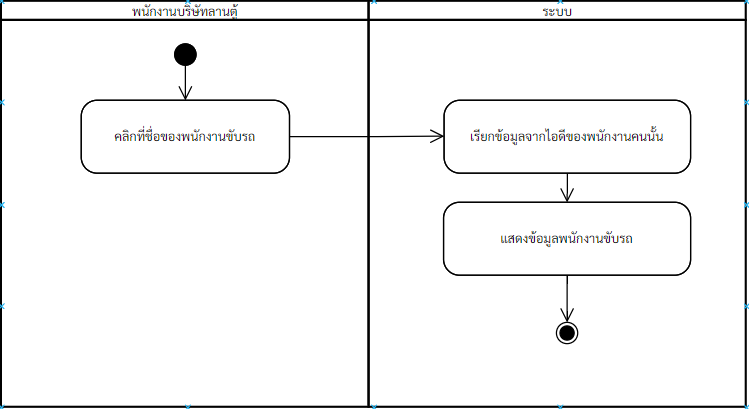 พนักงานบริษัทลานตู้
ระบบ
คลิกที่ชื่อของพนักงานขับรถ
เรียกข้อมูลจากไอดีของพนักงานคนนั้น
แสดงข้อมูลพนักงานขับรถ